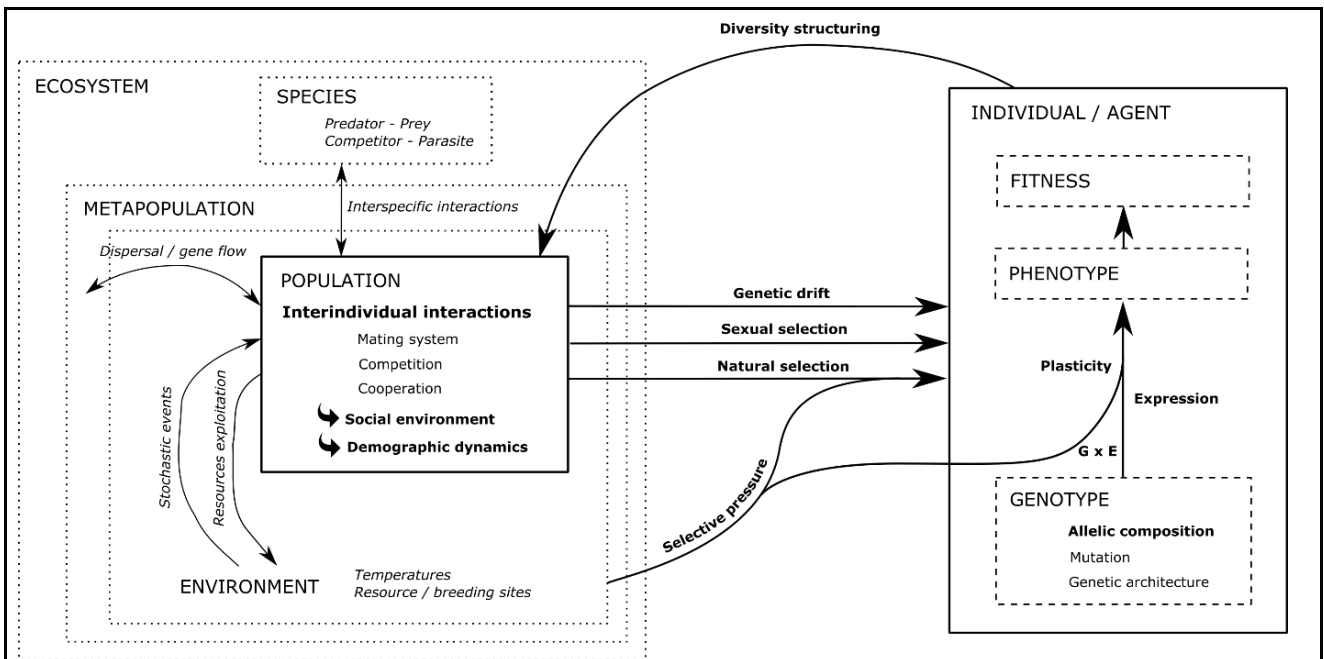 Diversity structuring
ECOSYSTEM
SPECIES
Predator - Prey
Competitor - Parasite
METAPOPULATION
Interspecific interactions
Dispersal / gene flow
POPULATION
Interindividual interactions
Mating system
Competition
Cooperation
Social environment
Demographic dynamics
Stochastic events
Resources exploitation
ENVIRONMENT
Temperatures
Resource / breeding sites
Genetic drift
Sexual selection
Natural selection
Selective pressure
INDIVIDUAL / AGENT
FITNESS
PHENOTYPE
Plasticity
Expression
G x E
GENOTYPE
Allelic composition
Mutation
Genetic architecture